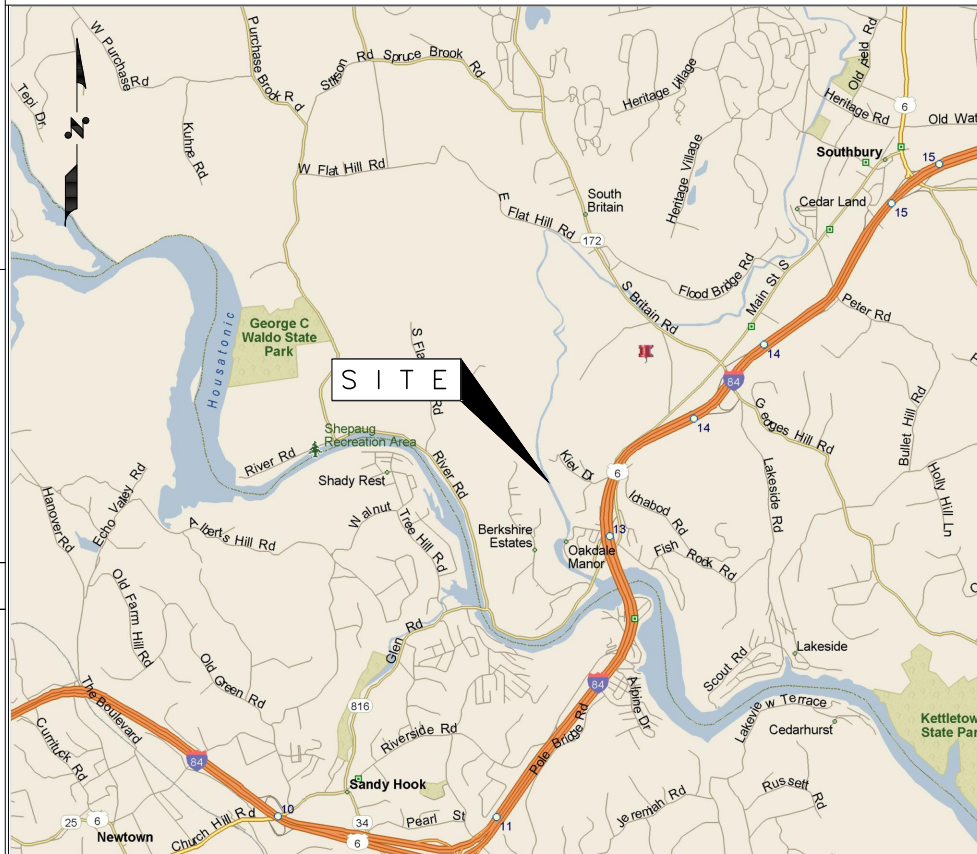 W Purchase Rd
Purchase Brook Rd
Stilson Rd
Spruce Brook Rd
Old Field Rd
Heritage Village
Heritage Rd
6
Old Wat
Tepi Dr
N
Kuhne Rd
W Flat Hill Rd
Heritage Village
Southbury
15
E Flat Hill Rd
South Britain
Cedar Land
15
172
Flood Bridge Rd
Main St S
S Britain Rd
Peter Rd
Housatonic
George C
Waldo State
Park
S Fla
Rd
14
SITE
84
Georges Hill Rd
14
Bullet Hill Rd
Shepaug
Recreation Area
River Rd
River Rd
Shady Rest
Kiev Dr
6
Lakeside Rd
Holly Hill Ln
Hanover Rd
Echo Valley Rd
Alberts Hill Rd
Walnut Tree Hill Rd
Berkshire
Estates
Oakdale
Manor
13
Ichabod Rd
Fish Rock Rd
Old Farm Hill Rd
Old Green Rd
Glen Rd
Scout Rd
Lakeside
84
Alpine Dr
The Boulevard
816
Riverside Rd
Pole Bridge Rd
Lakeview Terrace
Cedarhurst
Kettletow
State Par
Currituck Rd
84
Sandy Hook
Jeremiah Rd
Russett Rd
25
6
Newtown
Church Hill Rd
10
34
6
Pearl St
11